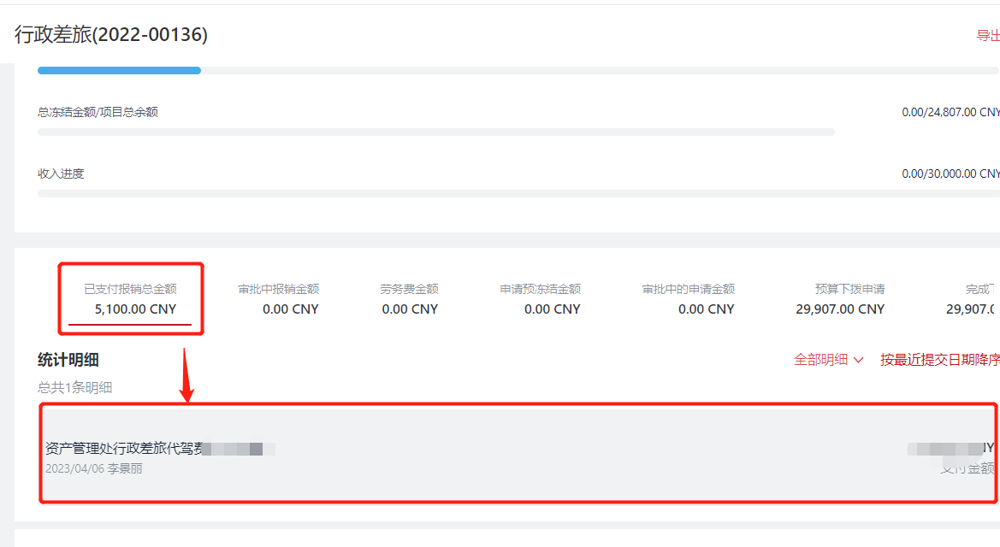 行政差旅(2022-00136)
导出
总冻结金额/项目总余额
0.00/24,807.00 CNY
收入进度
0.00/30,000.00 CNY
已支付报销总金额 审批中报销金额 劳务费金额 申请预冻结金额 审批中的申请金额 预算下拨申请 完成
5,100.00 CNY 0.00 CNY 0.00 CNY 0.00 CNY 0.00 CNY 29,907.00 CNY 29,907.0
统计明细
全部明细 按最近提交日期降序
总共1条明细
资产管理处行政差旅代驾费
NY
2023/04/06 李景丽
支付金额